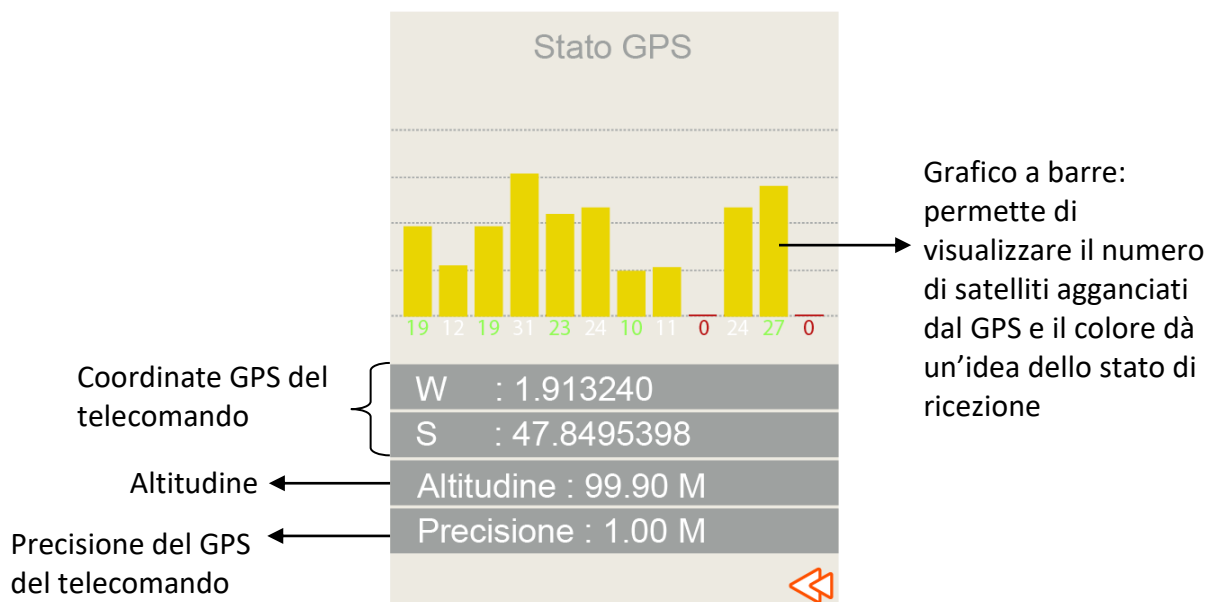 Stato GPS
19 12 19 31 23 24 10 11 0 24 27 0
Grafico a barre:
permette di
visualizzare il numero
di satelliti agganciati
dal GPS e il colore dà
un’idea dello stato di
ricezione
Coordinate GPS del
telecomando
W : 1.913240
S : 47.8495398
Altitudine
Altitudine : 99.90 M
Precisione del GPS
del telecomando
Precisione : 1.00 M